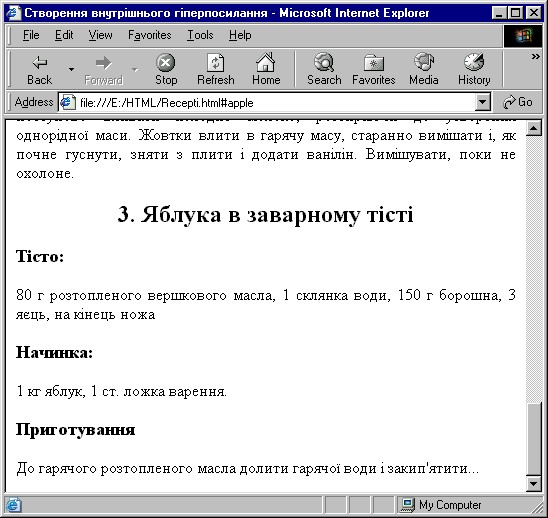 Створення внутрішнього гіперпосилання - Microsoft Internet Explorer
File Edit View Favorites Tools Help
Back Forward Stop Refresh Home Search Favorites Media History
Address file:///E:/HTML/Recepti.html#apple Go
однорідної маси. Жовтки влити в гарячу масу, старанно вимішати і, як
почне гуснути, зняти з плити і додати ванілін. Вимішувати, поки не
охолоне.
3. Яблука в заварному тісті
Тісто:
80 г розтопленого вершкового масла, 1 склянка води, 150 г борошна, 3
яєць, на кінець ножа
Начинка:
1 кг яблук, 1 ст. ложка варення.
Приготування
До гарячого розтопленого масла долити гарячої води і закип'ятити...
My Computer